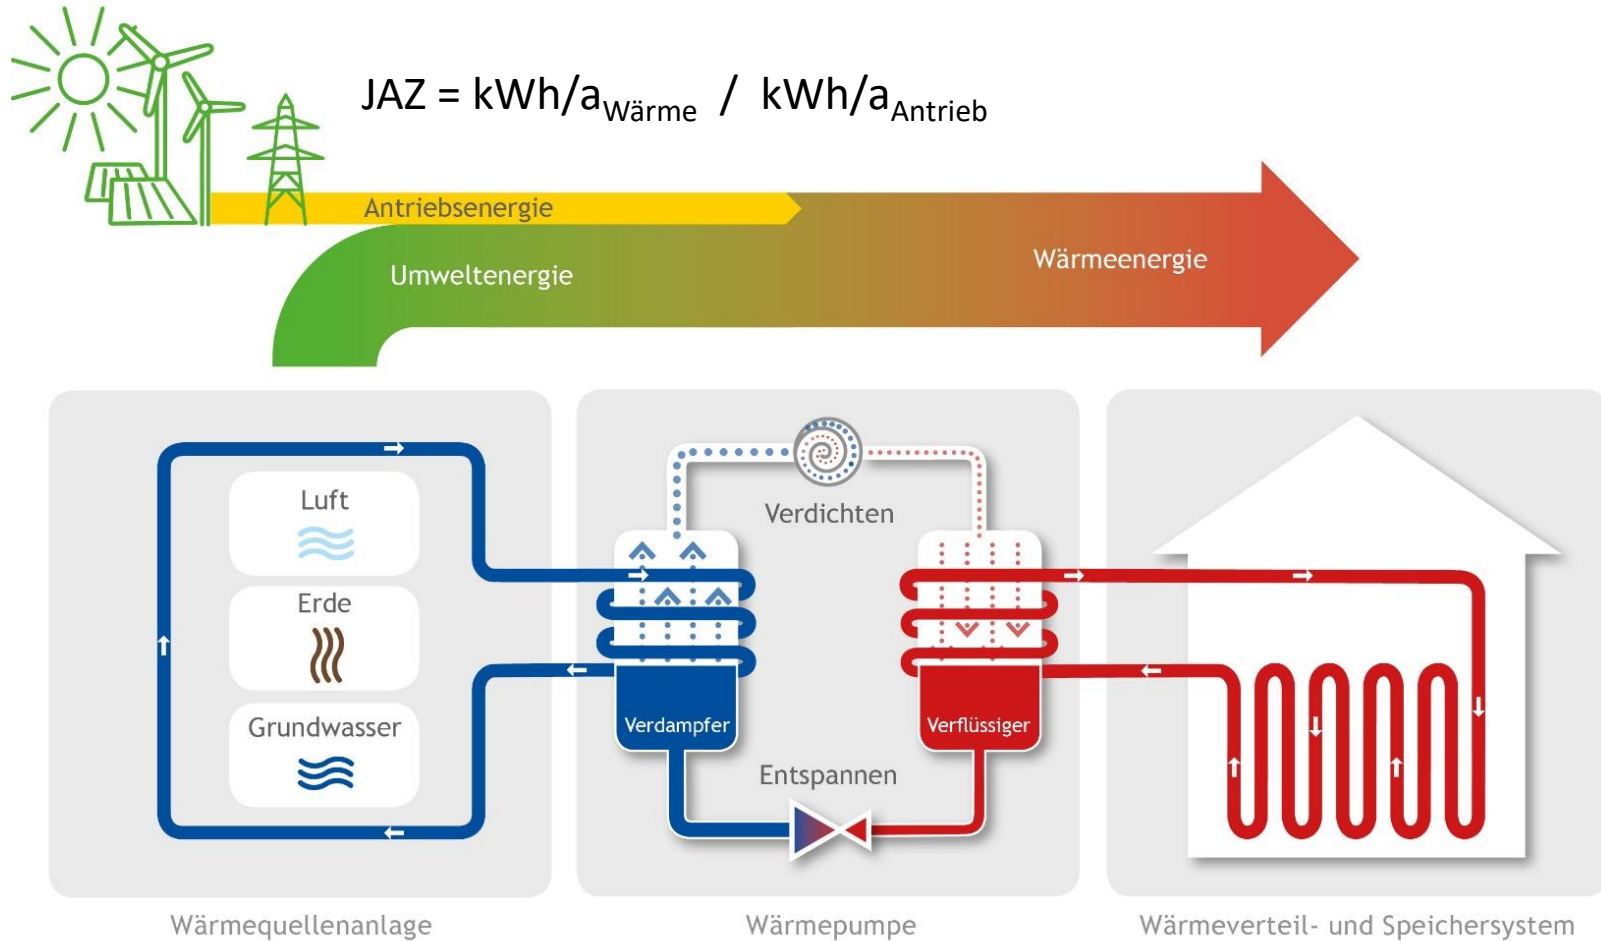 JAZ = kWh/aWärme / kWh/aAntrieb
Antriebsenergie
Umweltenergie
Wärmeenergie
Luft
Erde
Grundwasser
Verdichten
Verdampfer
Verflüssiger
Entspannen
Wärmequellenanlage
Wärmepumpe
Wärmeverteil- und Speichersystem